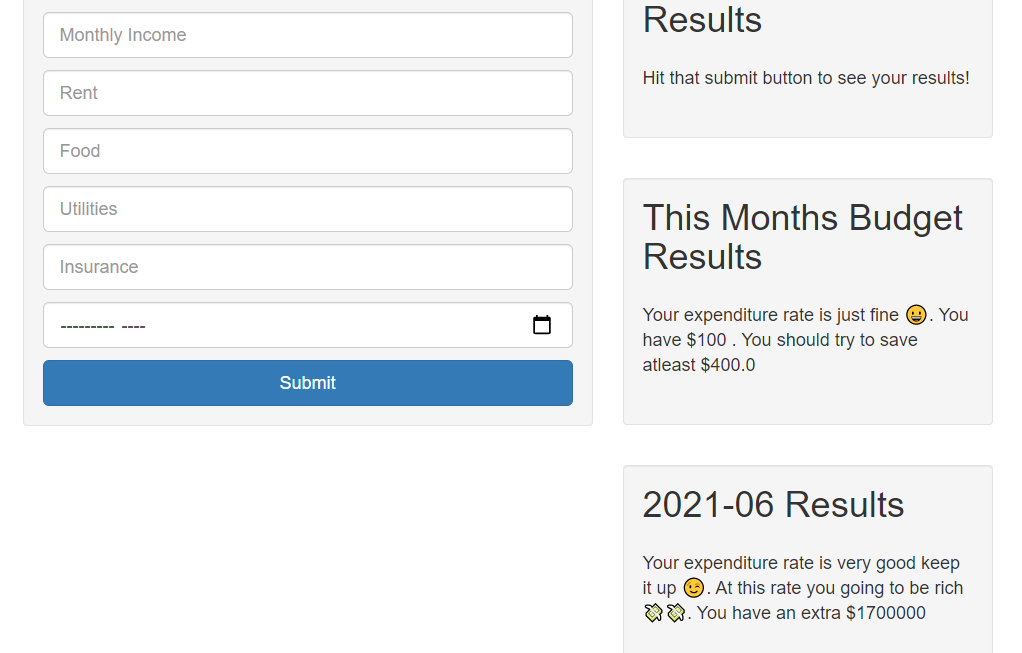 Monthly Income
Rent
Food
Utilities
Insurance
--------- ----
Submit
Results
Hit that submit button to see your results!
This Months Budget
Results
Your expenditure rate is just fine 😀. You
have $100 . You should try to save
atleast $400.0
2021-06 Results
Your expenditure rate is very good keep
it up 😉. At this rate you going to be rich
💸💸. You have an extra $1700000